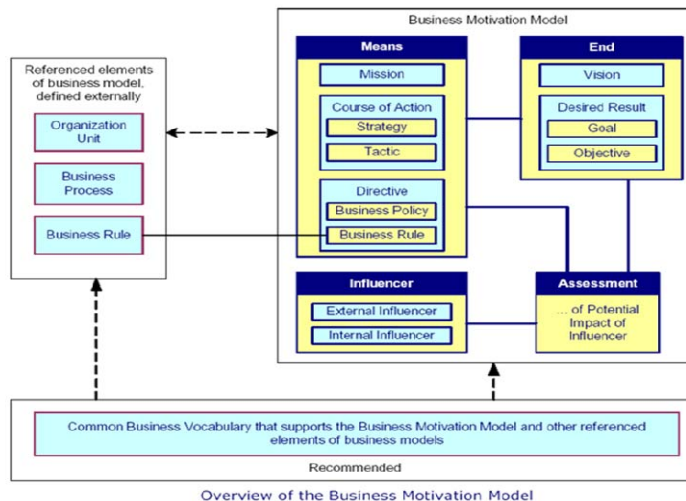 Business Motivation Model
Referenced elements
of business model,
defined externally
Organization
Unit
Business
Process
Business Rule
Means
Mission
Course of Action
Strategy
Tactic
Directive
Business Policy
Business Rule
End
Vision
Desired Result
Goal
Objective
Influencer
External Influencer
Internal Influencer
Assessment
... of Potential
Impact of
Influencer
Common Business Vocabulary that supports the Business Motivation Model and other referenced
elements of business models
Recommended
Overview of the Business Motivation Model